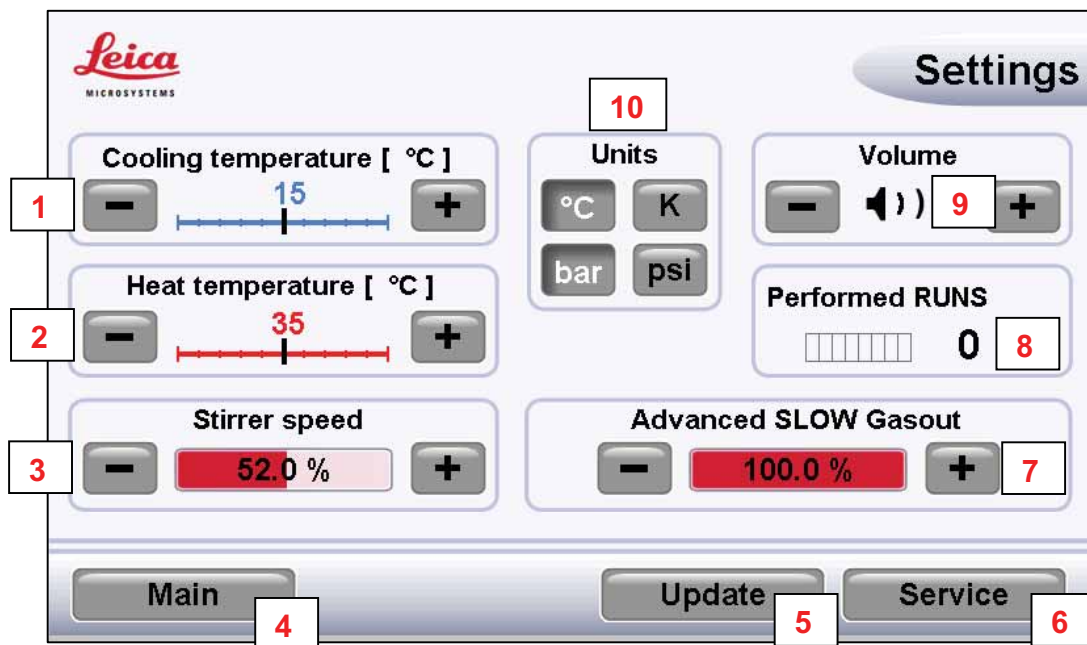 Leica
MICROSYSTEMS
Settings
10
Cooling temperature [ °C ]
1
−
15
+
Units
°C
K
bar
psi
Volume
−
9
+
Heat temperature [ °C ]
2
−
35
+
Performed RUNS
0
8
Stirrer speed
3
−
52.0 %
+
Advanced SLOW Gasout
−
100.0 %
+
7
Main
4
Update
5
Service
6